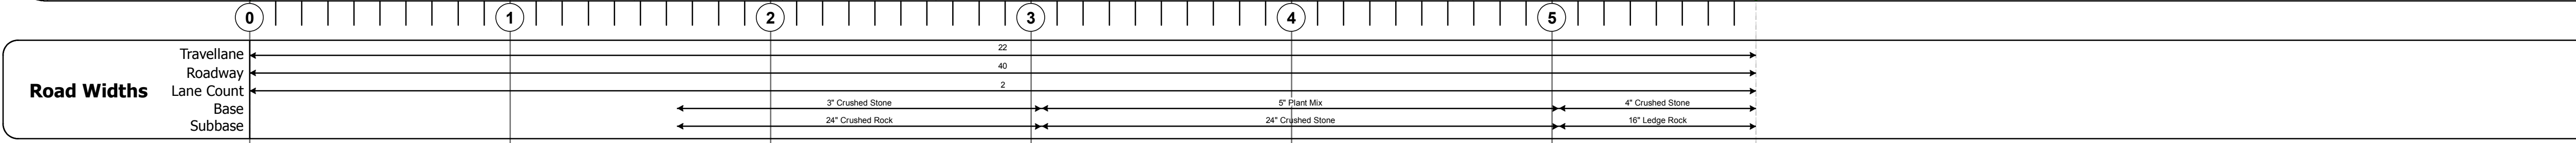 0 1 2 3 4 5
Road Widths
Travellane 22
Roadway 40
Lane Count 2
Base 3" Crushed Stone 5" Plant Mix 4" Crushed Stone
Subbase 24" Crushed Rock 24" Crushed Stone 16" Ledge Rock